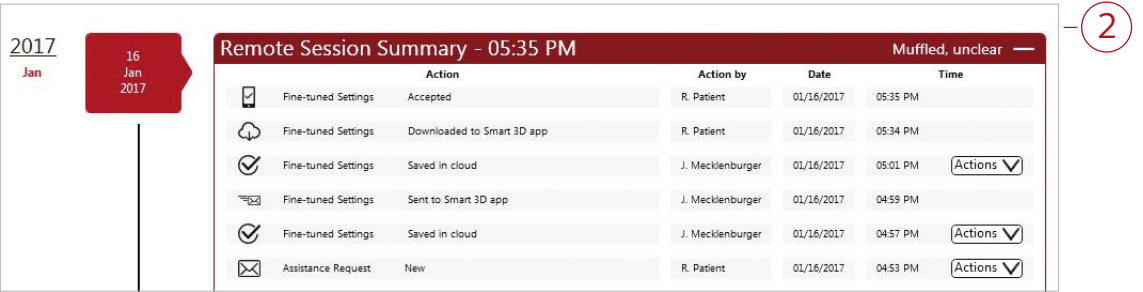 2017
Jan
16
Jan
2017
Remote Session Summary - 05:35 PM Muffled, unclear
Action Action by Date Time
Fine-tuned Settings Accepted R. Patient 01/16/2017 05:35 PM
Fine-tuned Settings Downloaded to Smart 3D app R. Patient 01/16/2017 05:34 PM
Fine-tuned Settings Saved in cloud J. Mecklenburger 01/16/2017 05:01 PM Actions
Fine-tuned Settings Sent to Smart 3D app J. Mecklenburger 01/16/2017 04:59 PM
Fine-tuned Settings Saved in cloud J. Mecklenburger 01/16/2017 04:57 PM Actions
Assistance Request New R. Patient 01/16/2017 04:53 PM Actions
2